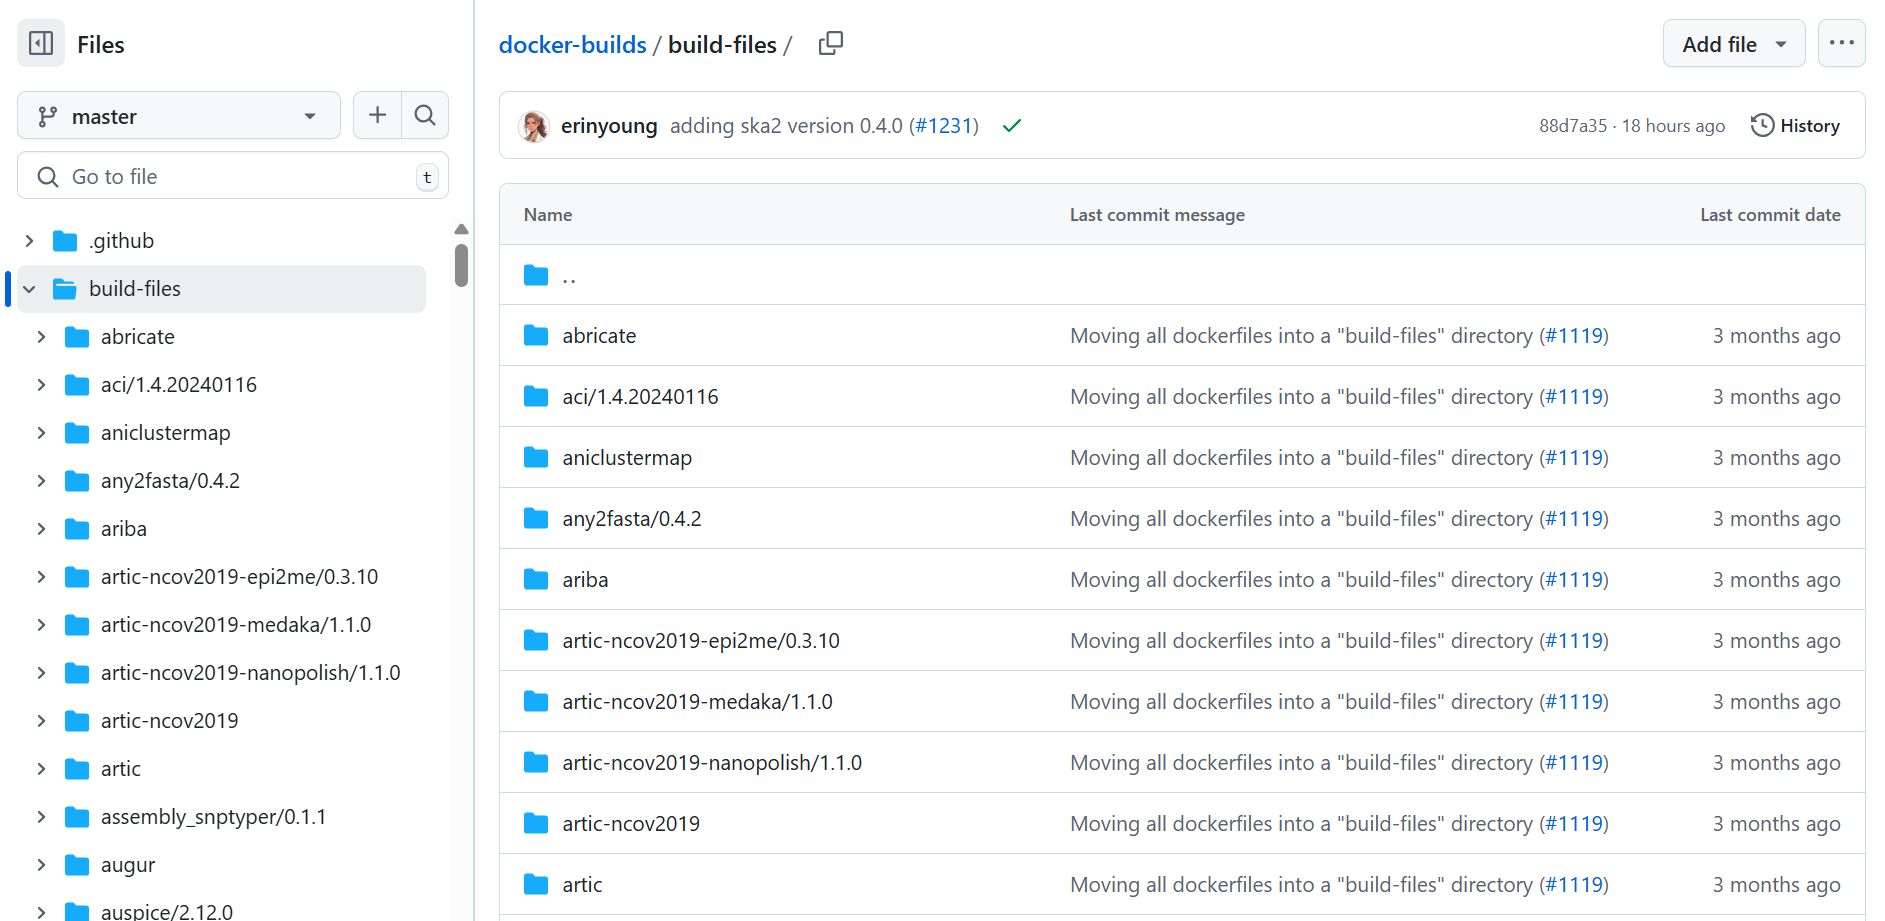 Files
master
Go to file
t
.github
build-files
abricate
aci/1.4.20240116
aniclustermap
any2fasta/0.4.2
ariba
artic-ncov2019-epi2me/0.3.10
artic-ncov2019-medaka/1.1.0
artic-ncov2019-nanopolish/1.1.0
artic-ncov2019
artic
assembly_snptyper/0.1.1
augur
auspice/2.12.0
docker-builds / build-files /
Add file
erinyoung adding ska2 version 0.4.0 (#1231)
88d7a35 · 18 hours ago
History
Name Last commit message Last commit date
..
abricate Moving all dockerfiles into a "build-files" directory (#1119) 3 months ago
aci/1.4.20240116 Moving all dockerfiles into a "build-files" directory (#1119) 3 months ago
aniclustermap Moving all dockerfiles into a "build-files" directory (#1119) 3 months ago
any2fasta/0.4.2 Moving all dockerfiles into a "build-files" directory (#1119) 3 months ago
ariba Moving all dockerfiles into a "build-files" directory (#1119) 3 months ago
artic-ncov2019-epi2me/0.3.10 Moving all dockerfiles into a "build-files" directory (#1119) 3 months ago
artic-ncov2019-medaka/1.1.0 Moving all dockerfiles into a "build-files" directory (#1119) 3 months ago
artic-ncov2019-nanopolish/1.1.0 Moving all dockerfiles into a "build-files" directory (#1119) 3 months ago
artic-ncov2019 Moving all dockerfiles into a "build-files" directory (#1119) 3 months ago
artic Moving all dockerfiles into a "build-files" directory (#1119) 3 months ago